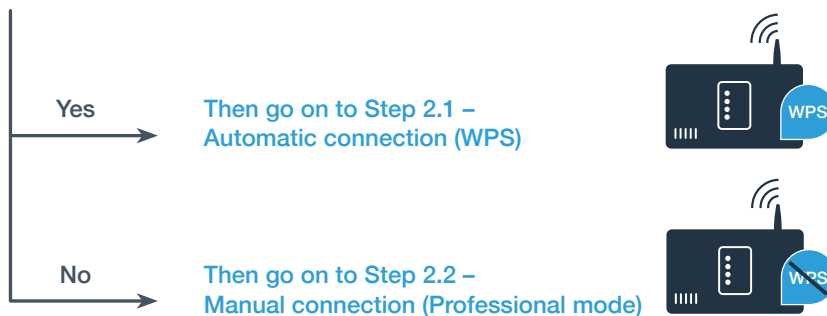 Yes
Then go on to Step 2.1 –
Automatic connection (WPS)
WPS
No
Then go on to Step 2.2 –
Manual connection (Professional mode)
WPS